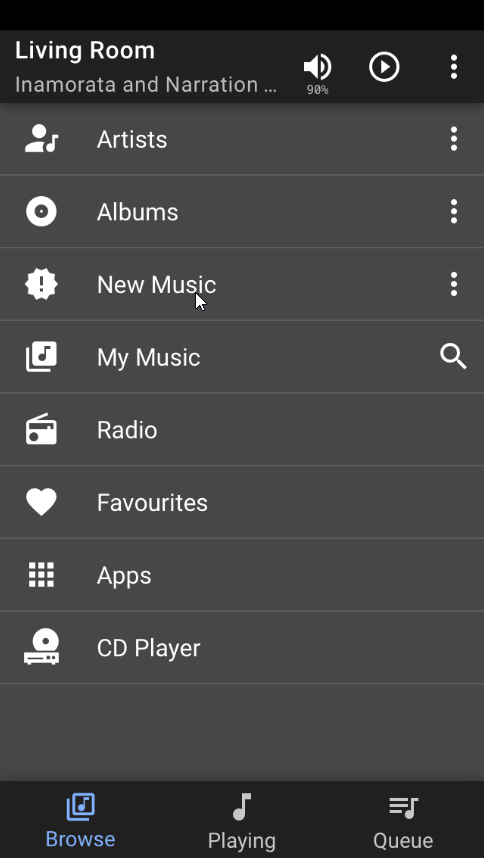 Living Room
Inamorata and Narration ...
90%
Artists
Albums
New Music
My Music
Radio
Favourites
Apps
CD Player
Browse
Playing
Queue